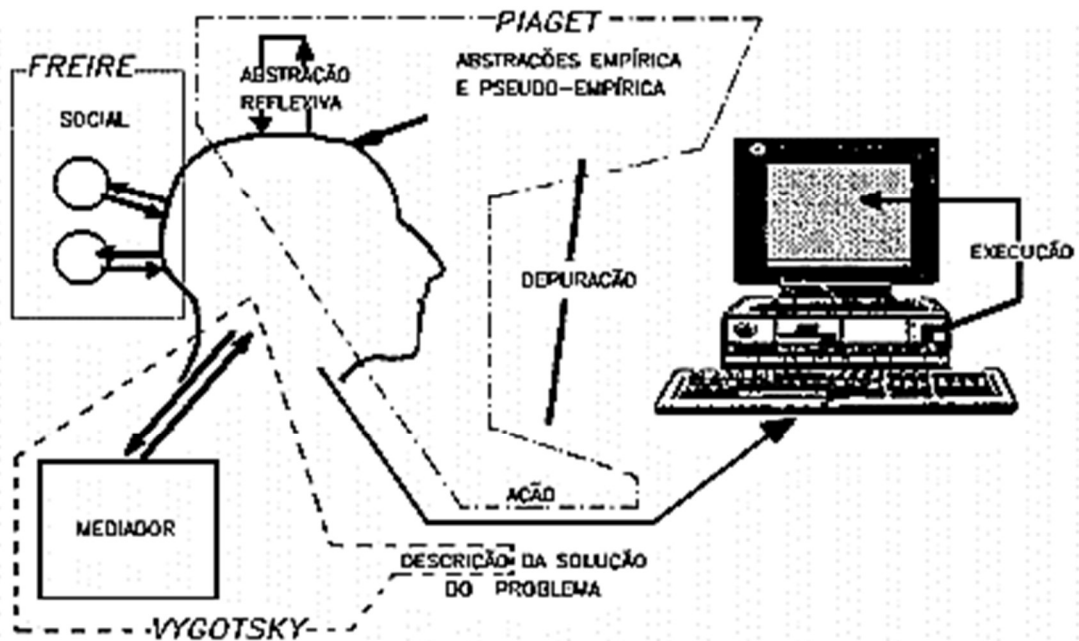 PIAGET
FREIRE
ABSTRAÇÕES EMPÍRICA
E PSEUDO-EMPÍRICA
ABSTRAÇÃO
REFLEXIVA
SOCIAL
EXECUÇÃO
DEPURAÇÃO
AÇÃO
MEDIADOR
DESCRIÇÃO DA SOLUÇÃO
DO PROBLEMA
VYGOTSKY